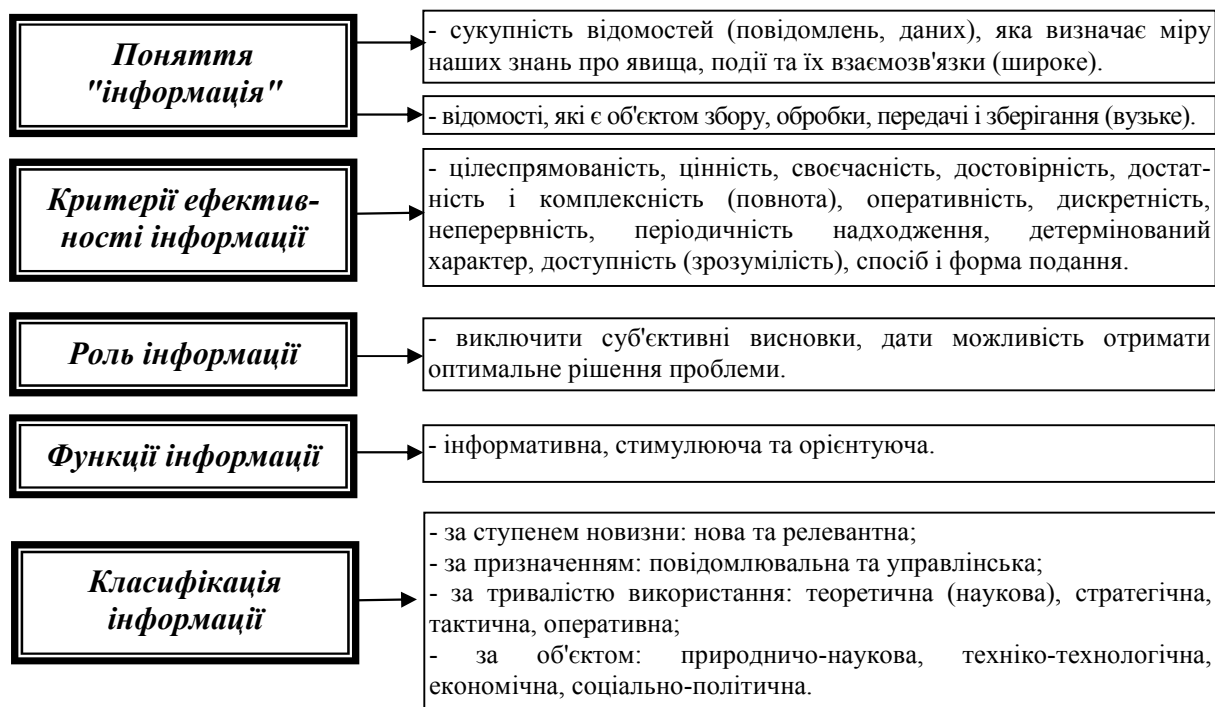 Поняття
"інформація"
- сукупність відомостей (повідомлень, даних), яка визначає міру
наших знань про явища, події та їх взаємозв'язки (широке).
- відомості, які є об'єктом збору, обробки, передачі і зберігання (вузьке).
Критерії ефектив-
ності інформації
- цілеспрямованість, цінність, своєчасність, достовірність, достат-
ність і комплексність (повнота), оперативність, дискретність,
неперервність, періодичність надходження, детермінований
характер, доступність (зрозумілість), спосіб і форма подання.
Роль інформації
- виключити суб'єктивні висновки, дати можливість отримати
оптимальне рішення проблеми.
Функції інформації
- інформативна, стимулююча та орієнтуюча.
Класифікація
інформації
- за ступенем новизни: нова та релевантна;
- за призначенням: повідомлювальна та управлінська;
- за тривалістю використання: теоретична (наукова), стратегічна,
тактична, оперативна;
- за об'єктом: природничо-наукова, техніко-технологічна,
економічна, соціально-політична.